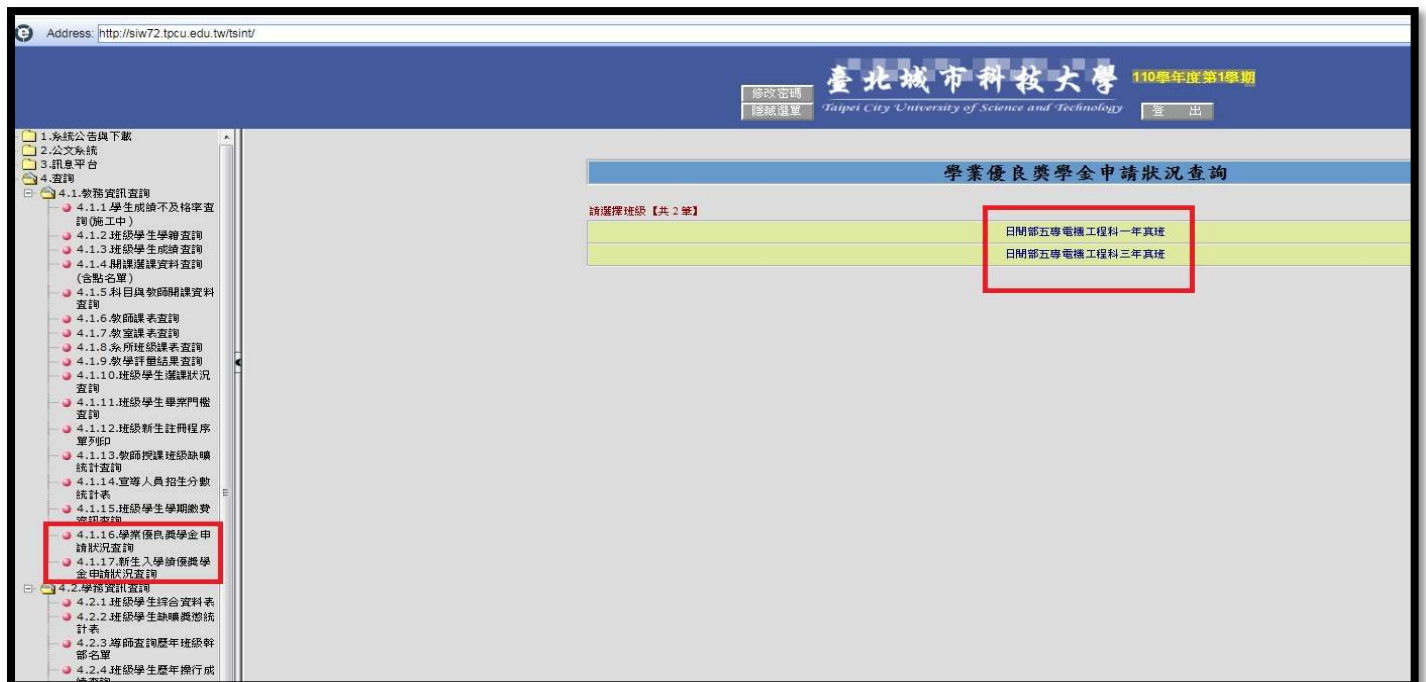 Address: http://siw72.tpcu.edu.tw/tsint/
臺北城市科技大學
110學年度第1學期
修改密碼
隱藏選單
Taipei City University of Science and Technology
登 出
1.系統公告與下載
2.公文系統
3.訊息平台
4.查詢
4.1.教務資訊查詢
4.1.1.學生成績不及格率查
詢(施工中)
4.1.2.班級學生學籍查詢
4.1.3.班級學生成績查詢
4.1.4.開課選課資料查詢
(含點名單)
4.1.5.科目與教師開課資料
查詢
4.1.6.教師課表查詢
4.1.7.教室課表查詢
4.1.8.系所班級課表查詢
4.1.9.教學評量結果查詢
4.1.10.班級學生選課狀況
查詢
4.1.11.班級學生畢業門檻
查詢
4.1.12.班級新生註冊程序
單列印
4.1.13.教師授課班級缺曠
統計查詢
4.1.14.宣導人員招生分數
統計表
4.1.15.班級學生學期繳費
資訊查詢
4.1.16.學業優良獎學金申
請狀況查詢
4.1.17.新生入學績優獎學
金申請狀況查詢
4.2.學務資訊查詢
4.2.1.班級學生綜合資料表
4.2.2.班級學生缺曠獎懲統
計表
4.2.3.導師查詢歷年班級幹
部名單
4.2.4.班級學生歷年操行成
績查詢
學業優良獎學金申請狀況查詢
請選擇班級【共 2 筆】
日間部五專電機工程科一年真班
日間部五專電機工程科三年真班